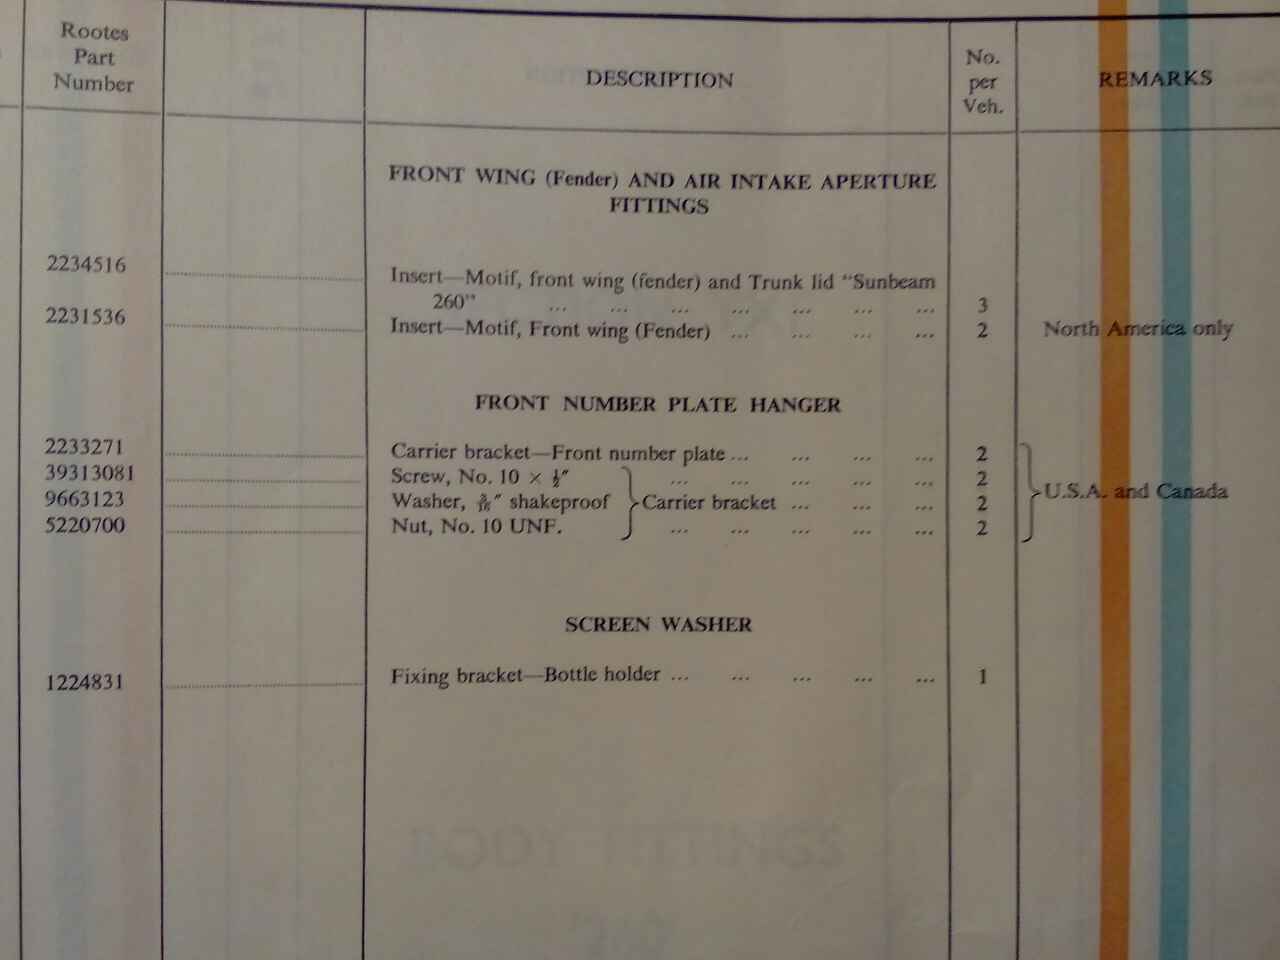 Rootes
Part
Number
DESCRIPTION
No.
per
Veh.
REMARKS
FRONT WING (Fender) AND AIR INTAKE APERTURE
FITTINGS
2234516 Insert—Motif, front wing (fender) and Trunk lid "Sunbeam
260" ... ... ... ... ... ... ... 3
2231536 Insert—Motif, Front wing (Fender) ... ... ... ... 2 North America only
FRONT NUMBER PLATE HANGER
2233271 Carrier bracket—Front number plate ... ... ... ... 2
39313081 Screw, No. 10 × ½″ ... ... ... ... ... 2
9663123 Washer, 3/16″ shakeproof Carrier bracket ... ... ... ... 2 U.S.A. and Canada
5220700 Nut, No. 10 UNF. ... ... ... ... ... 2
SCREEN WASHER
1224831 Fixing bracket—Bottle holder ... ... ... ... ... 1